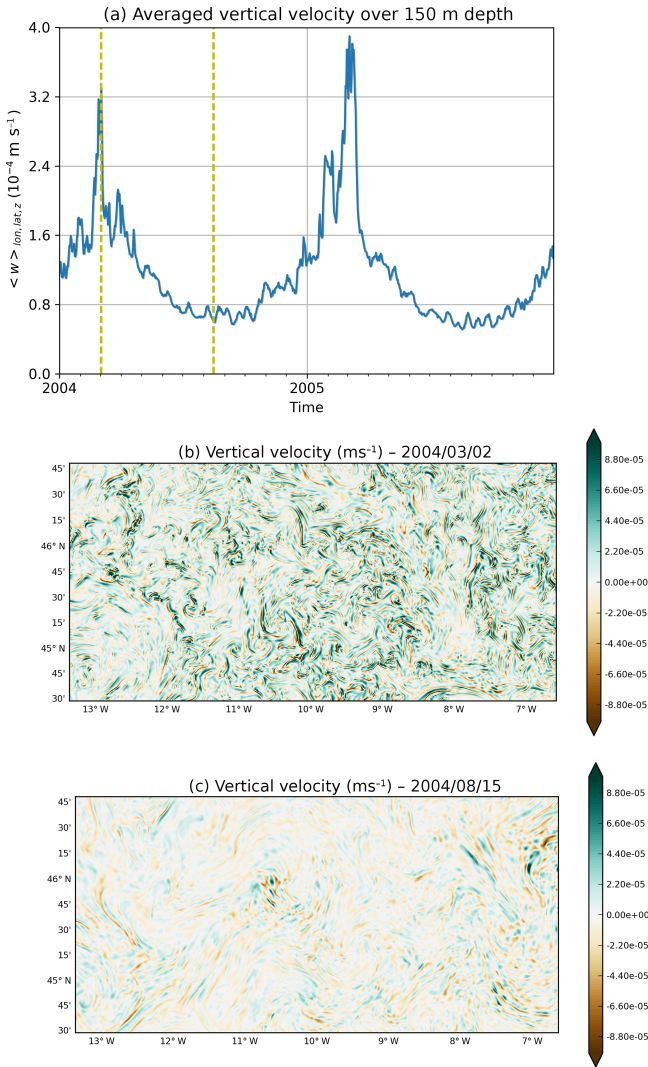 (a) Averaged vertical velocity over 150 m depth
< w > lon,lat,z (10⁻⁴ m s⁻¹)
4.0
3.2
2.4
1.6
0.8
0.0
2004
2005
Time
(b) Vertical velocity (ms⁻¹) – 2004/03/02
45'
30'
15'
46° N
45'
30'
15'
45° N
45'
30'
13° W
12° W
11° W
10° W
9° W
8° W
7° W
8.80e-05
6.60e-05
4.40e-05
2.20e-05
0.00e+00
-2.20e-05
-4.40e-05
-6.60e-05
-8.80e-05
(c) Vertical velocity (ms⁻¹) – 2004/08/15
45'
30'
15'
46° N
45'
30'
15'
45° N
45'
30'
13° W
12° W
11° W
10° W
9° W
8° W
7° W
8.80e-05
6.60e-05
4.40e-05
2.20e-05
0.00e+00
-2.20e-05
-4.40e-05
-6.60e-05
-8.80e-05